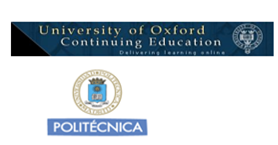 University of Oxford
Continuing Education
Delivering learning online
POLITÉCNICA